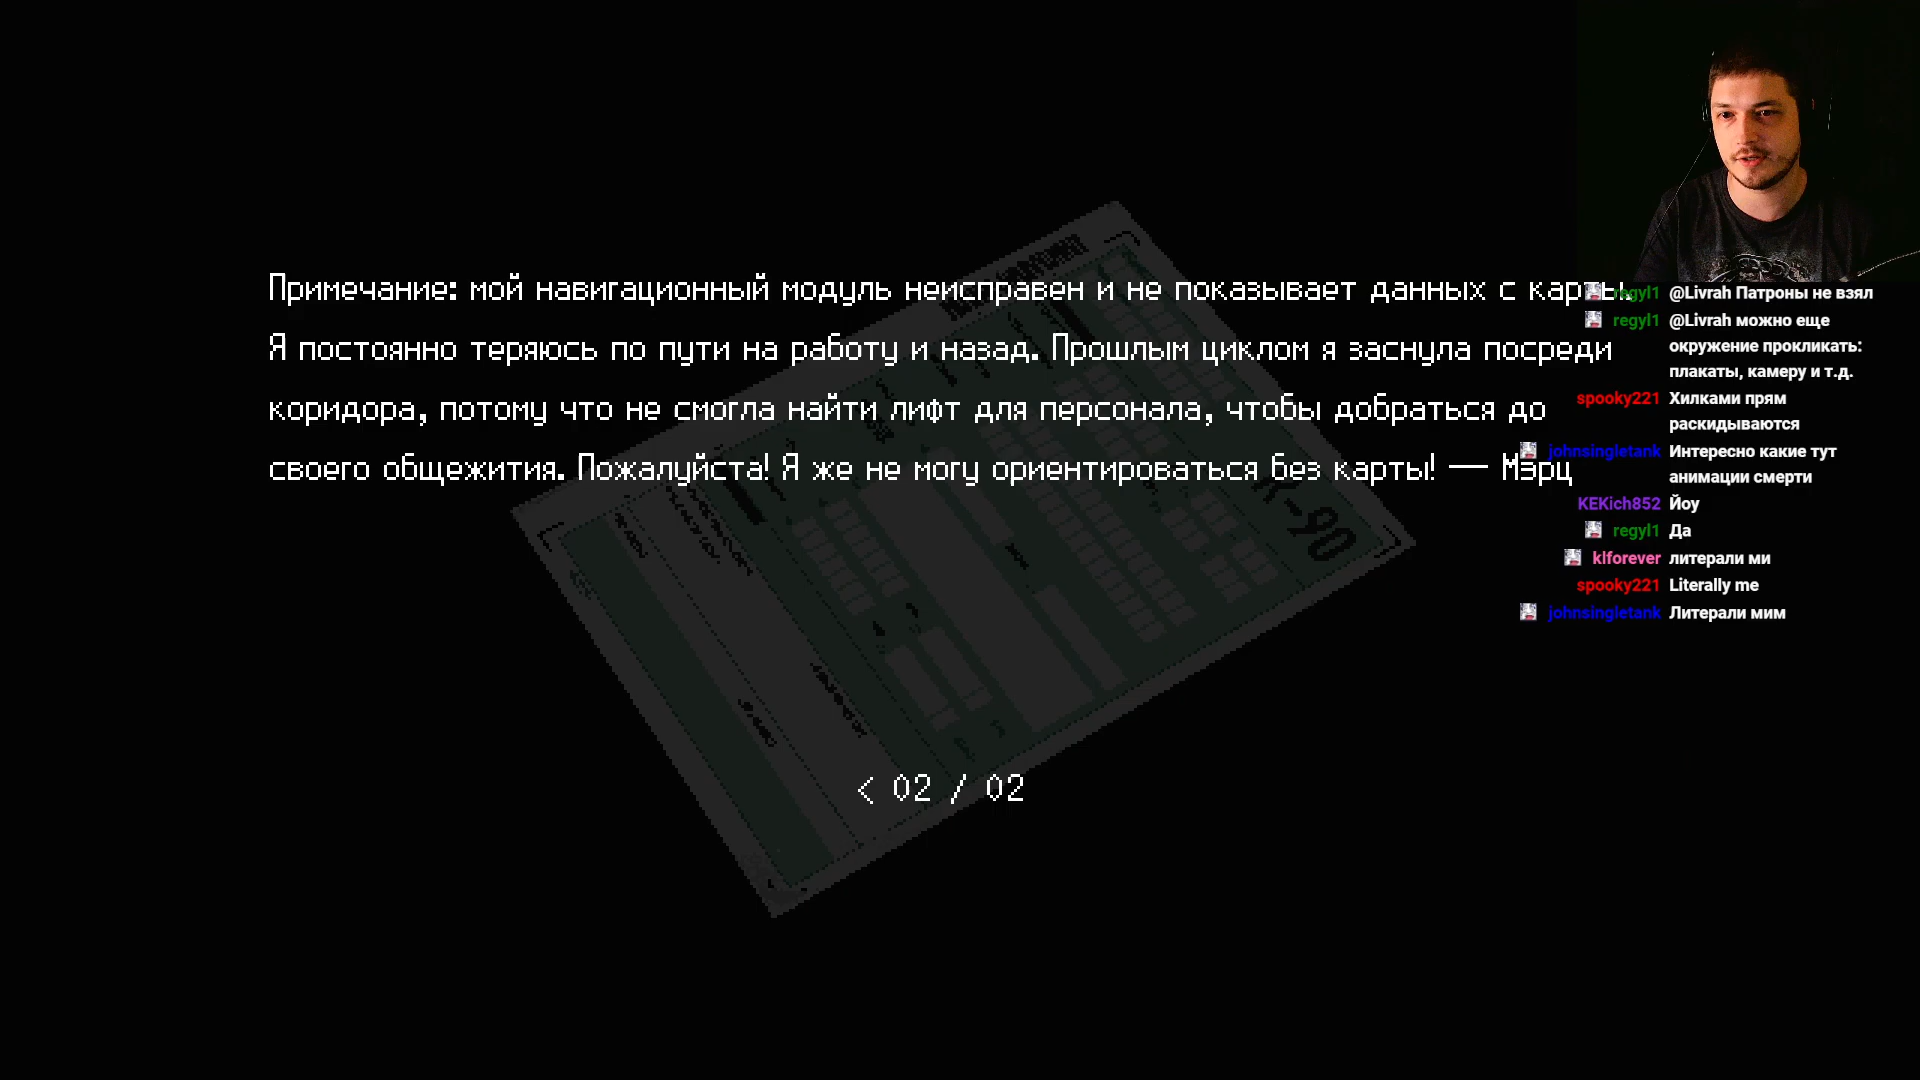 Примечание: мой навигационный модуль неисправен и не показывает данных с карты.
Я постоянно теряюсь по пути на работу и назад. Прошлым циклом я заснула посреди
коридора, потому что не смогла найти лифт для персонала, чтобы добраться до
своего общежития. Пожалуйста! Я же не могу ориентироваться без карты! — Мэрц
К-90
< 02 / 02
regyl1 @Livrah Патроны не взял
regyl1 @Livrah можно еще
окружение прокликать:
плакаты, камеру и т.д.
spooky221 Хилками прям
раскидываются
johnsingletank Интересно какие тут
анимации смерти
KEKich852 Йоу
regyl1 Да
klforever литерали ми
spooky221 Literally me
johnsingletank Литерали мим